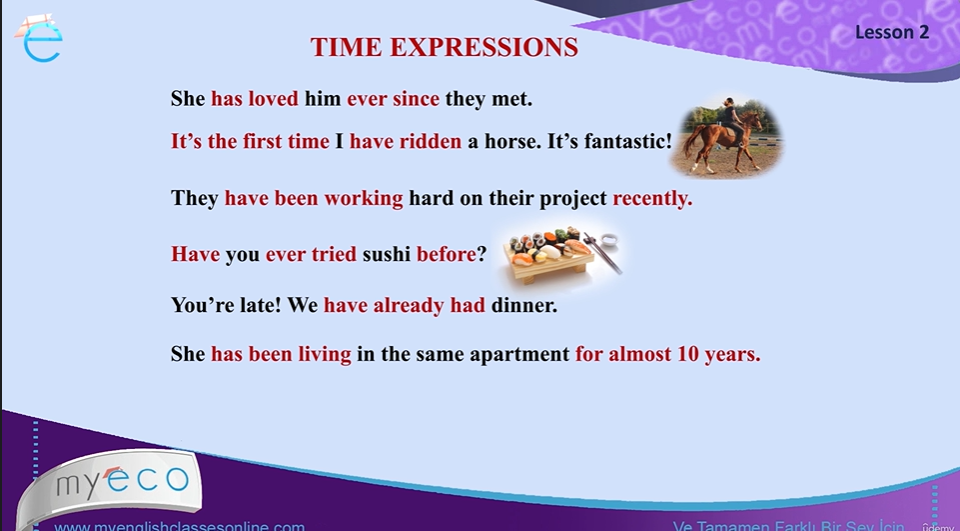 Lesson 2
TIME EXPRESSIONS
She has loved him ever since they met.
It’s the first time I have ridden a horse. It’s fantastic!
They have been working hard on their project recently.
Have you ever tried sushi before?
You’re late! We have already had dinner.
She has been living in the same apartment for almost 10 years.
myeco
www.myenglishclassesonline.com
Ve Tamamen Farklı Bir Şey İçin
ûdemy